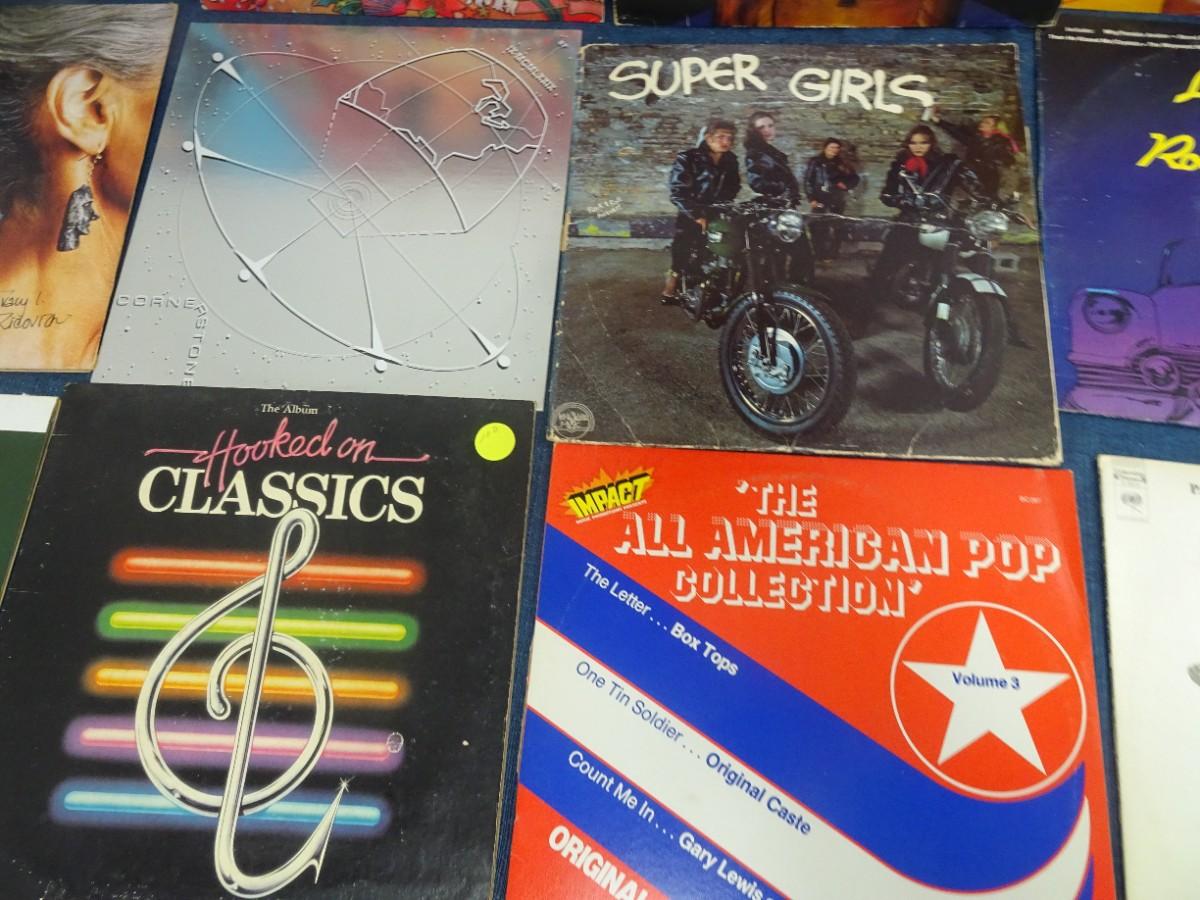 SUPER GIRLS
CORNERSTONE
The Album
Hooked on
CLASSICS
IMPACT
'THE
ALL AMERICAN POP
COLLECTION'
The Letter... Box Tops
One Tin Soldier... Original Caste
Count Me In... Gary Lewis
Volume 3
ORIGINAL